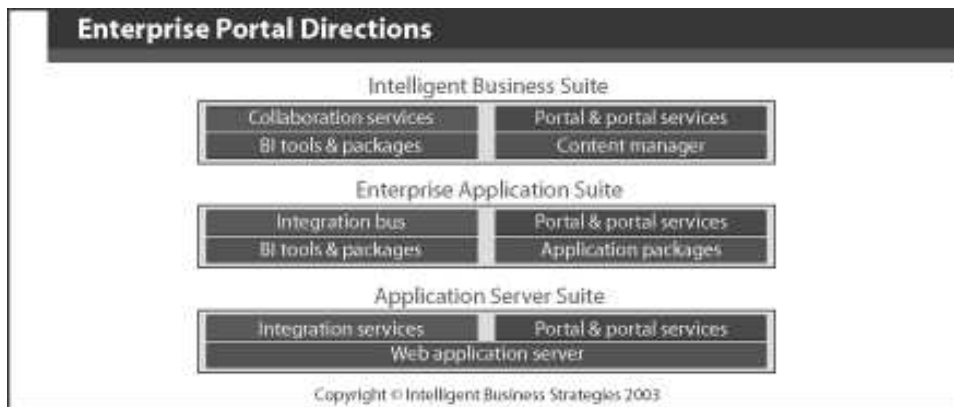 Enterprise Portal Directions
Intelligent Business Suite
Collaboration services Portal & portal services
BI tools & packages Content manager
Enterprise Application Suite
Integration bus Portal & portal services
BI tools & packages Application packages
Application Server Suite
Integration services Portal & portal services
Web application server
Copyright © Intelligent Business Strategies 2003